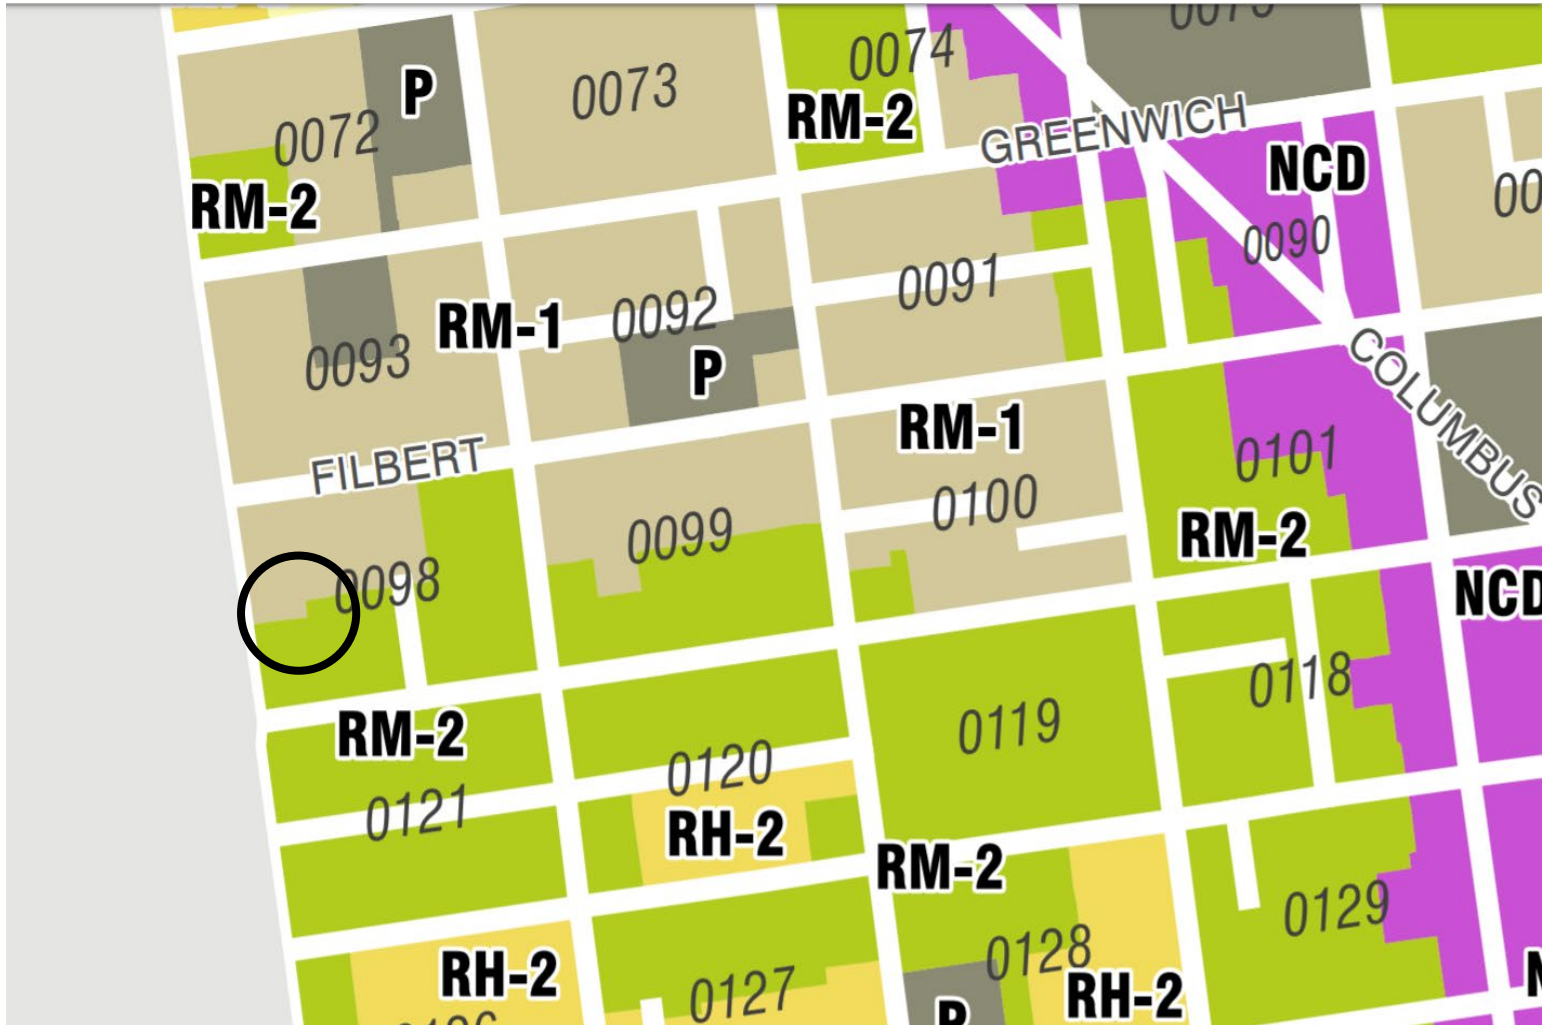 0074
P
0073
RM-2
0072
GREENWICH
NCD
RM-2
0090
0091
RM-1
0092
0093
P
COLUMBUS
RM-1
FILBERT
0101
0100
0099
RM-2
0098
NCD
0118
RM-2
0119
0120
0121
RH-2
RM-2
0129
0128
RH-2
0127
RH-2
P